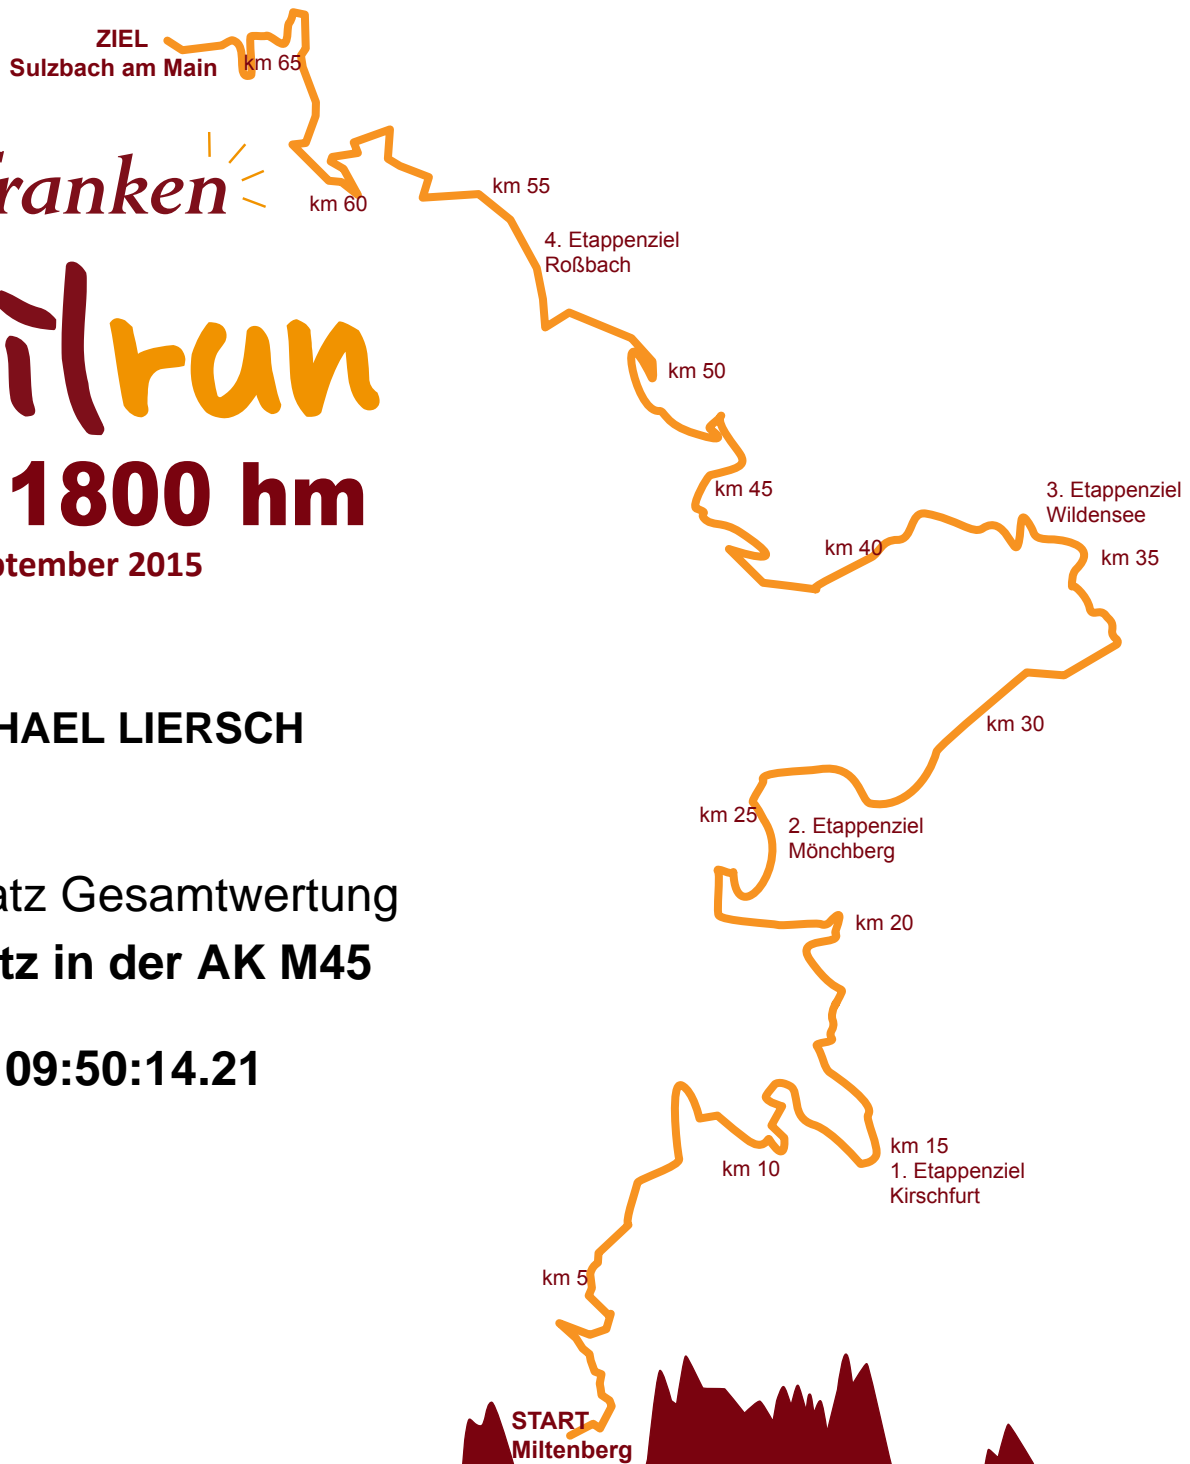 ZIEL
Sulzbach am Main
km 65
km 60
km 55
4. Etappenziel
Roßbach
ranken
ilrun
km 50
1800 hm
ptember 2015
km 45
3. Etappenziel
Wildensee
km 40
km 35
HAEL LIERSCH
km 30
km 25
2. Etappenziel
Mönchberg
atz Gesamtwertung
km 20
tz in der AK M45
09:50:14.21
km 15
1. Etappenziel
Kirschfurt
km 10
km 5
START
Miltenberg